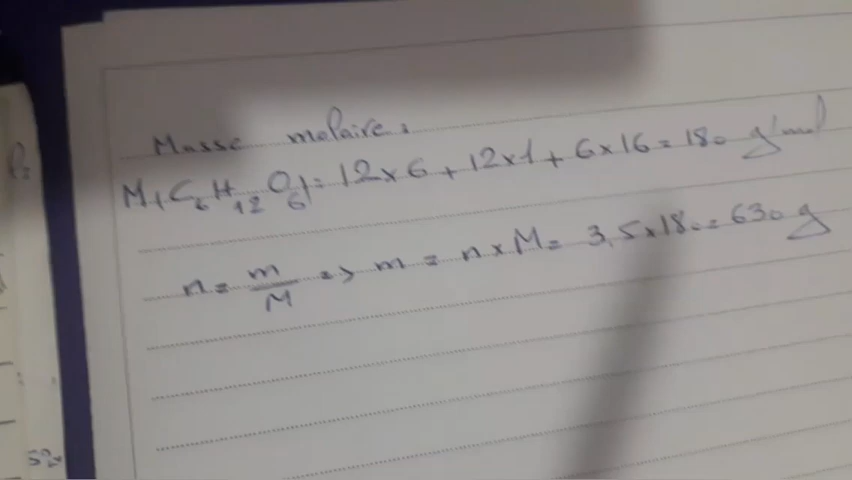 Masse molaire :
M(C₆H₁₂O₆) = 12×6 + 12×1 + 6×16 = 180 g/mol
n = m/M => m = n×M = 3,5×180 = 630 g